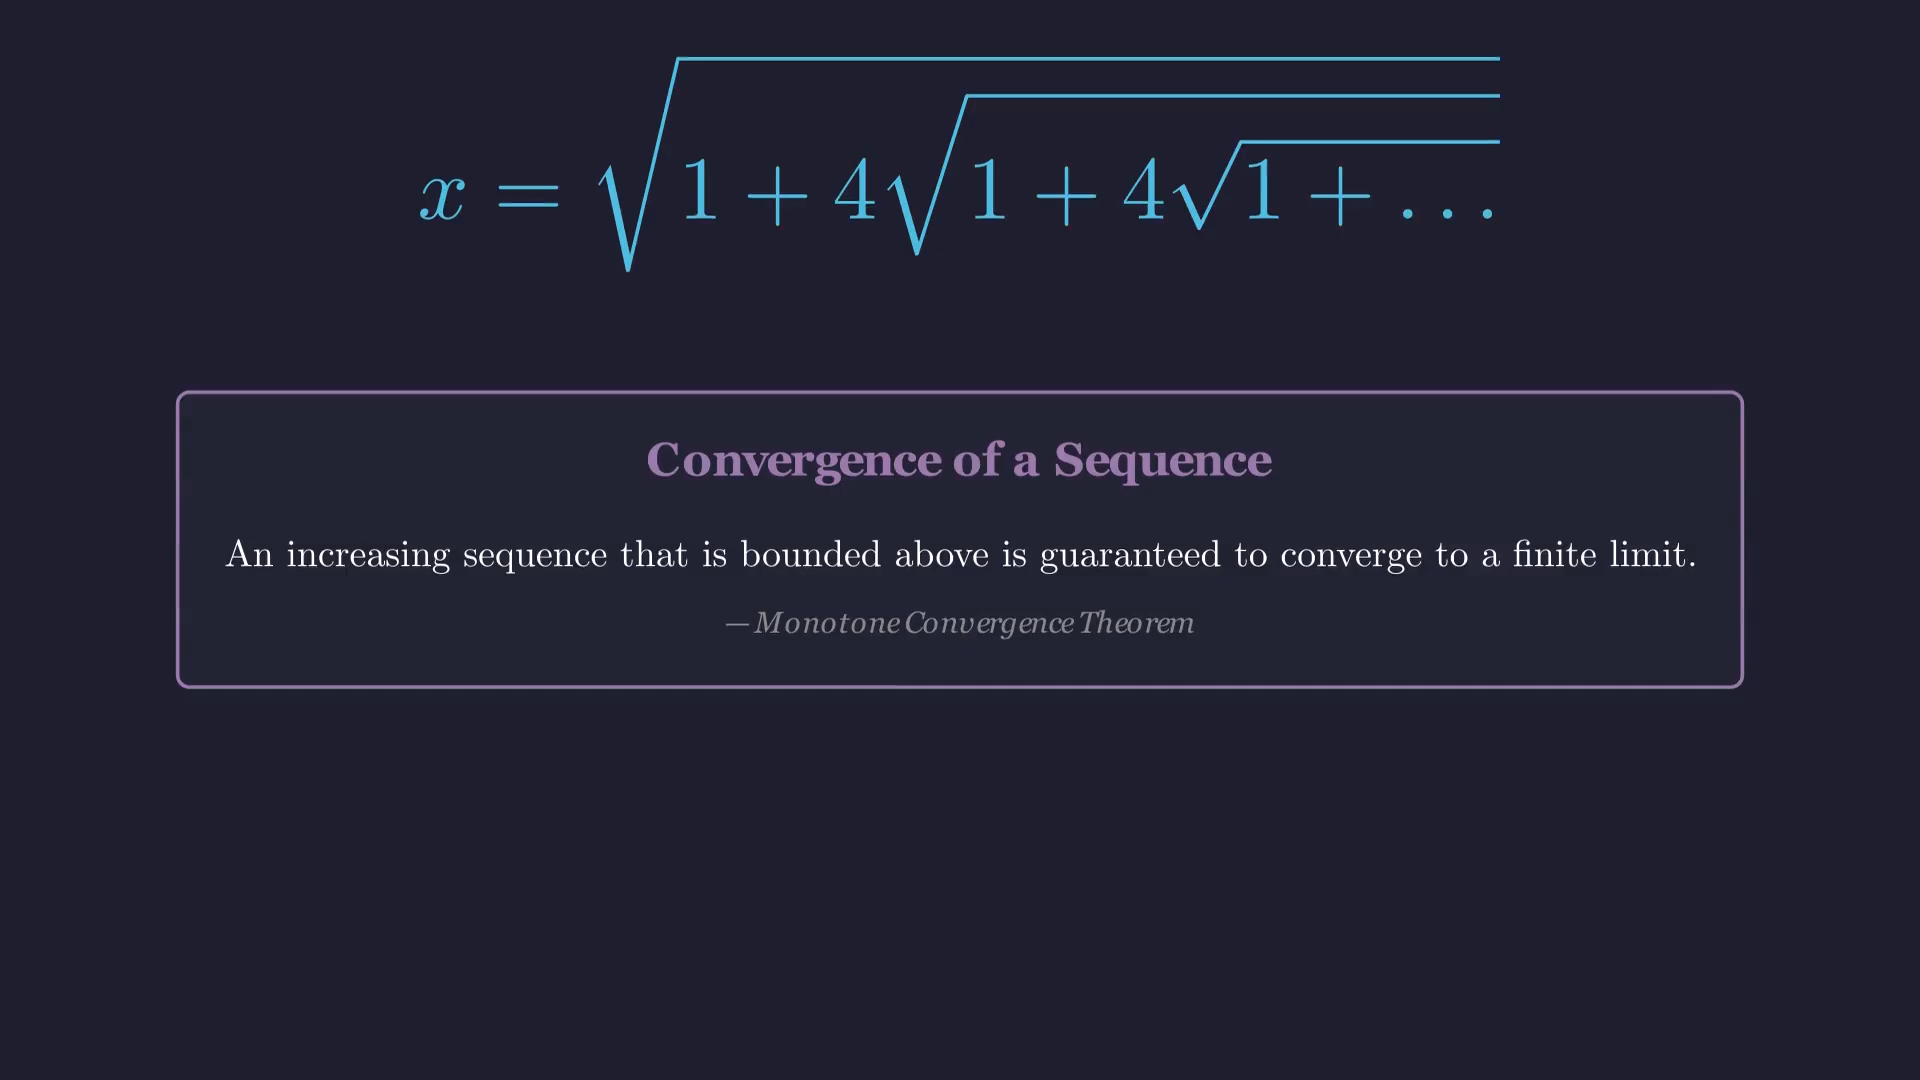 x = √(1 + 4√(1 + 4√(1 + ...
Convergence of a Sequence
An increasing sequence that is bounded above is guaranteed to converge to a finite limit.
— Monotone Convergence Theorem